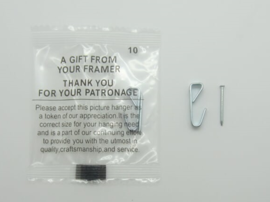 10
A GIFT FROM
YOUR FRAMER
THANK YOU
FOR YOUR PATRONAGE
Please accept this picture hanger as
a token of our appreciation. It is the
correct size for your hanging need
and is a part of our continuing
to provide you with the utmost in
quality, craftsmanship, and service.